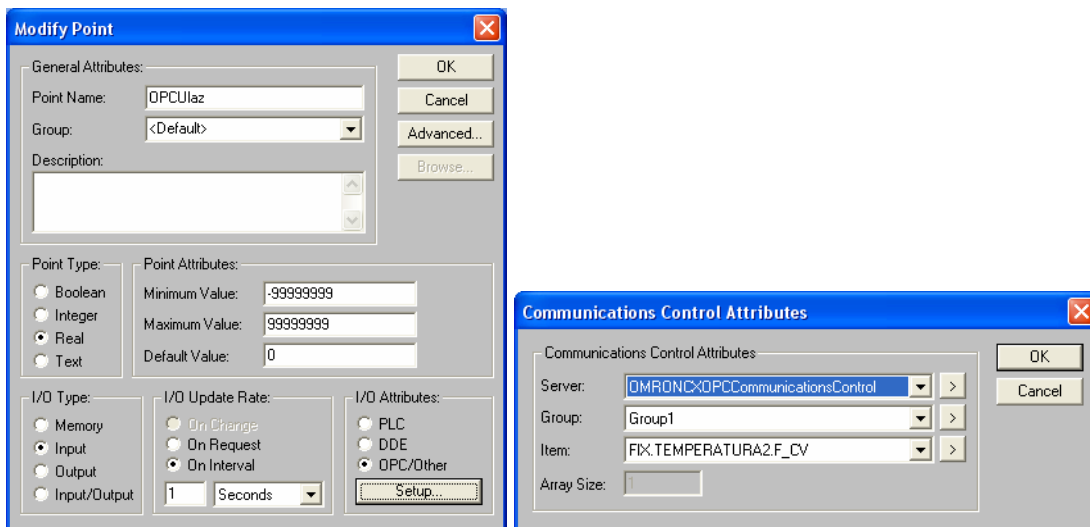 Modify Point
General Attributes:
Point Name: OPCUlaz
Group: <Default>
Description:
OK
Cancel
Advanced...
Browse...
Point Type:
Boolean
Integer
Real
Text
Point Attributes:
Minimum Value: -99999999
Maximum Value: 99999999
Default Value: 0
I/O Type:
Memory
Input
Output
Input/Output
I/O Update Rate:
On Change
On Request
On Interval
1 Seconds
I/O Attributes:
PLC
DDE
OPC/Other
Setup...
Communications Control Attributes
Communications Control Attributes
Server: OMRONCXOPCCommunicationsControl >
Group: Group1 >
Item: FIX.TEMPERATURA2.F_CV >
Array Size: 1
OK
Cancel